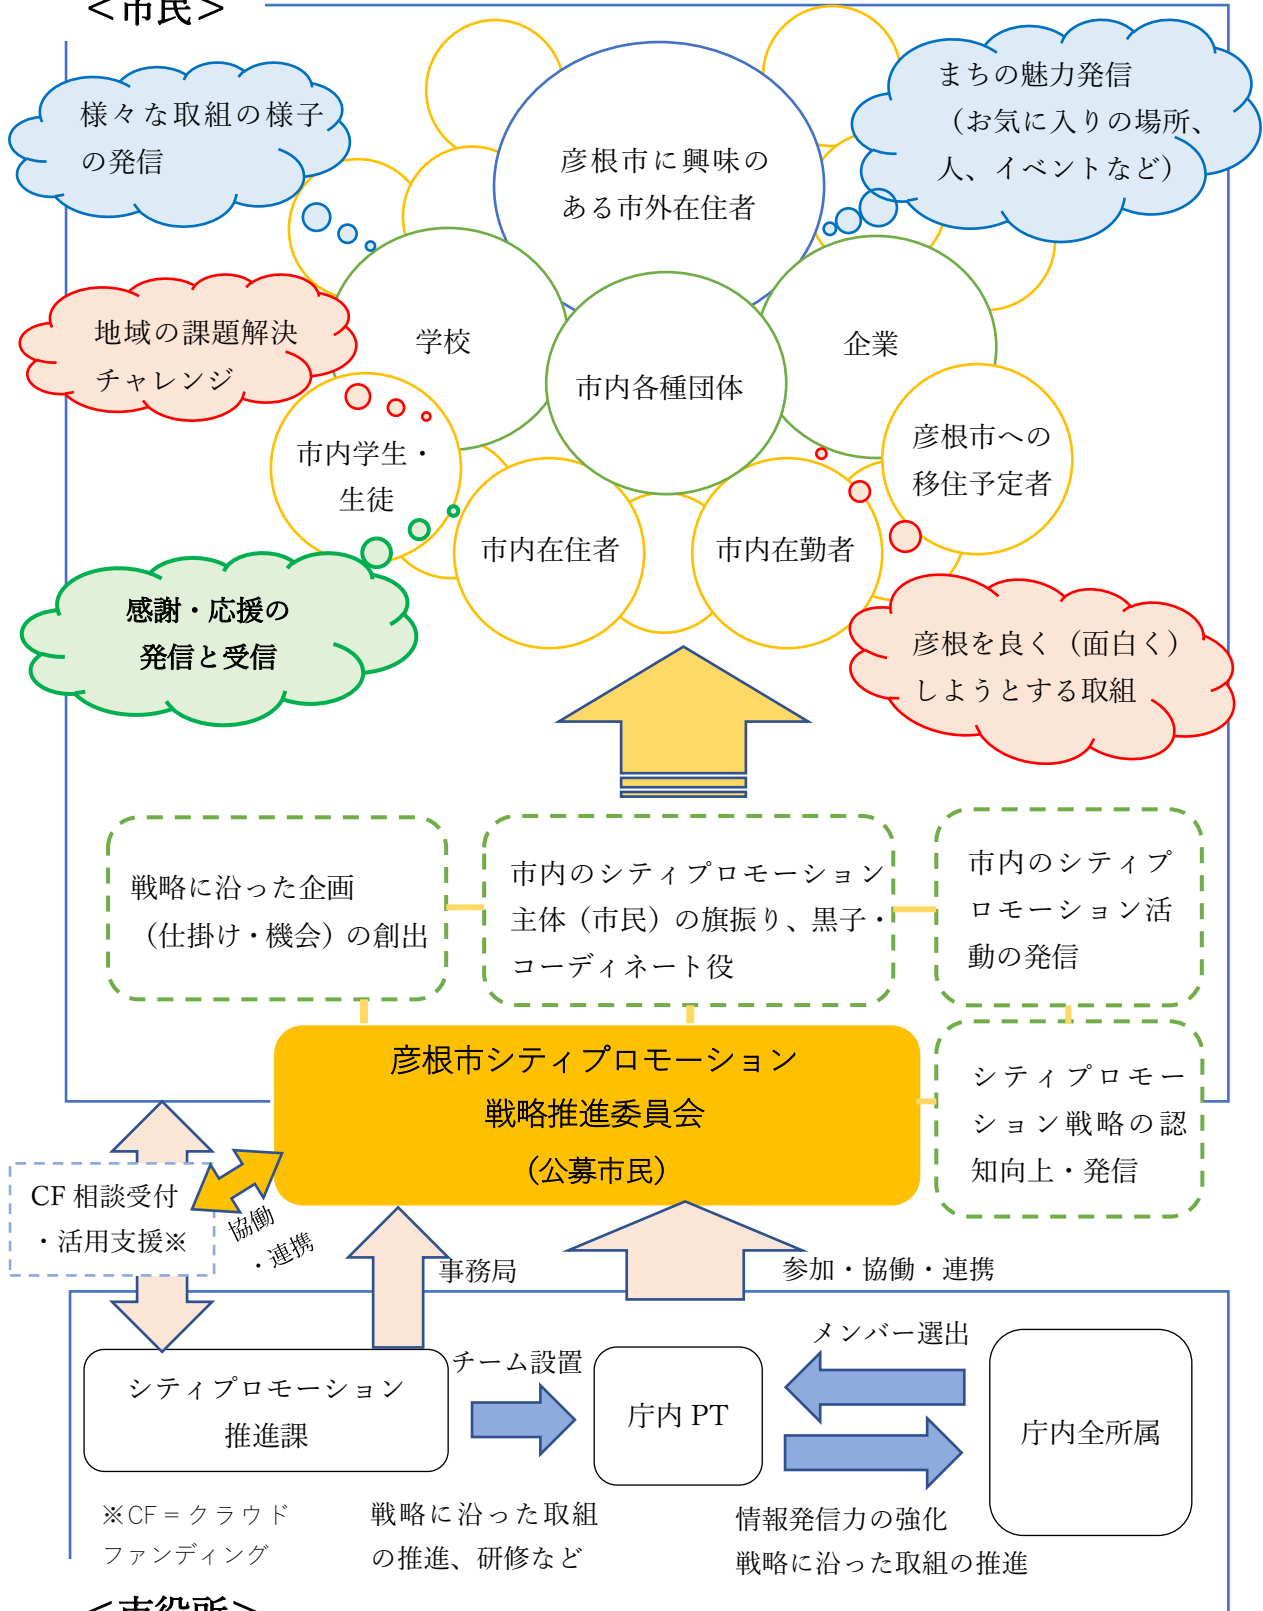 ＜市民＞
様々な取組の様子
の発信
まちの魅力発信
（お気に入りの場所、
人、イベントなど）
彦根市に興味の
ある市外在住者
地域の課題解決
チャレンジ
学校
企業
市内各種団体
市内学生・
生徒
彦根市への
移住予定者
市内在住者
市内在勤者
感謝・応援の
発信と受信
彦根を良く（面白く）
しようとする取組
戦略に沿った企画
（仕掛け・機会）の創出
市内のシティプロモーション
主体（市民）の旗振り、黒子・
コーディネート役
市内のシティプ
ロモーション活
動の発信
彦根市シティプロモーション
戦略推進委員会
（公募市民）
シティプロモー
ション戦略の認
知向上・発信
CF 相談受付
・活用支援※
協働
・連携
事務局
参加・協働・連携
シティプロモーション
推進課
チーム設置
庁内 PT
メンバー選出
庁内全所属
※CF＝クラウド
ファンディング
戦略に沿った取組
の推進、研修など
情報発信力の強化
戦略に沿った取組の推進
＜市役所＞